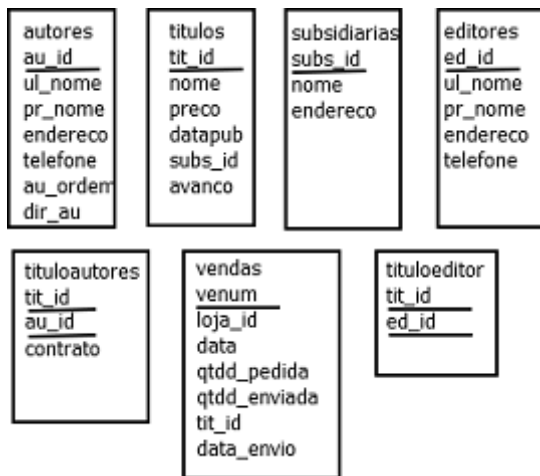 autores
au_id
ul_nome
pr_nome
endereco
telefone
au_ordem
dir_au
titulos
tit_id
nome
preco
datapub
subs_id
avanco
subsidiarias
subs_id
nome
endereco
editores
ed_id
ul_nome
pr_nome
endereco
telefone
tituloautores
tit_id
au_id
contrato
vendas
venum
loja_id
data
qtdd_pedida
qtdd_enviada
tit_id
data_envio
tituloeditor
tit_id
ed_id